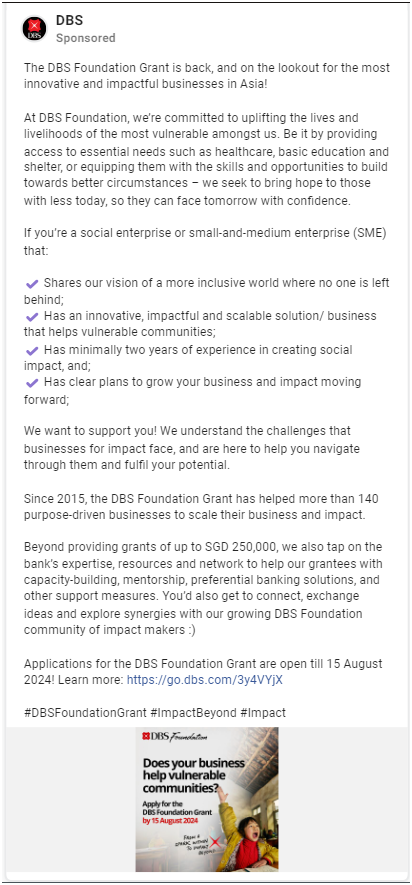 DBS
DBS
Sponsored
The DBS Foundation Grant is back, and on the lookout for the most
innovative and impactful businesses in Asia!
At DBS Foundation, we’re committed to uplifting the lives and
livelihoods of the most vulnerable amongst us. Be it by providing
access to essential needs such as healthcare, basic education and
shelter, or equipping them with the skills and opportunities to build
towards better circumstances – we seek to bring hope to those
with less today, so they can face tomorrow with confidence.
If you’re a social enterprise or small-and-medium enterprise (SME)
that:
✔ Shares our vision of a more inclusive world where no one is left
behind;
✔ Has an innovative, impactful and scalable solution/ business
that helps vulnerable communities;
✔ Has minimally two years of experience in creating social
impact, and;
✔ Has clear plans to grow your business and impact moving
forward;
We want to support you! We understand the challenges that
businesses for impact face, and are here to help you navigate
through them and fulfil your potential.
Since 2015, the DBS Foundation Grant has helped more than 140
purpose-driven businesses to scale their business and impact.
Beyond providing grants of up to SGD 250,000, we also tap on the
bank’s expertise, resources and network to help our grantees with
capacity-building, mentorship, preferential banking solutions, and
other support measures. You’d also get to connect, exchange
ideas and explore synergies with our growing DBS Foundation
community of impact makers :)
Applications for the DBS Foundation Grant are open till 15 August
2024! Learn more: https://go.dbs.com/3y4VYjX
#DBSFoundationGrant #ImpactBeyond #Impact
DBS Foundation
Does your business
help vulnerable
communities?
Apply for the
DBS Foundation Grant
by 15 August 2024
FROM A
SPARK WITHIN
TO IMPACT
BEYOND